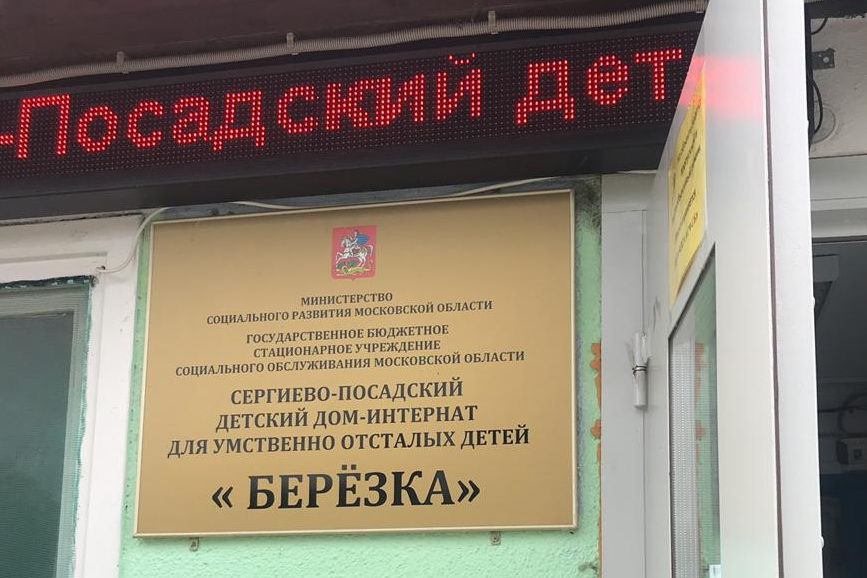 -Посадский дет
МИНИСТЕРСТВО
СОЦИАЛЬНОГО РАЗВИТИЯ МОСКОВСКОЙ ОБЛАСТИ
ГОСУДАРСТВЕННОЕ БЮДЖЕТНОЕ
СТАЦИОНАРНОЕ УЧРЕЖДЕНИЕ
СОЦИАЛЬНОГО ОБСЛУЖИВАНИЯ МОСКОВСКОЙ ОБЛАСТИ
СЕРГИЕВО-ПОСАДСКИЙ
ДЕТСКИЙ ДОМ-ИНТЕРНАТ
ДЛЯ УМСТВЕННО ОТСТАЛЫХ ДЕТЕЙ
« БЕРЁЗКА»